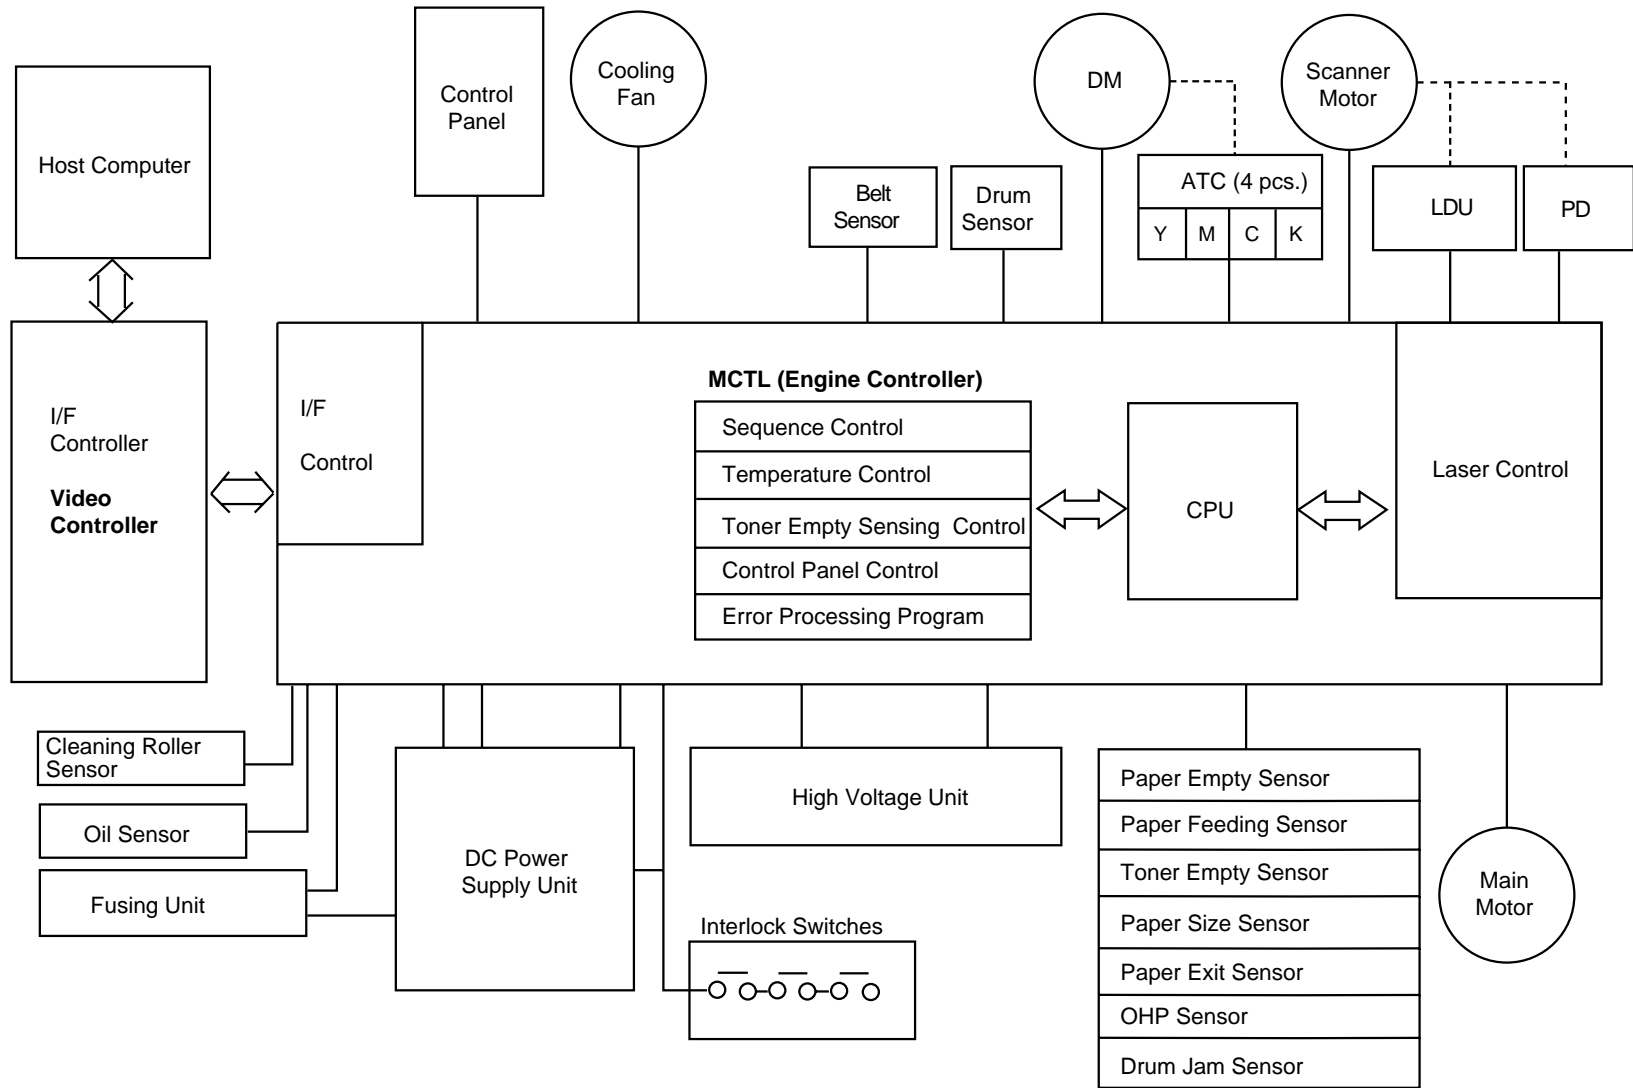 Control
Panel
Cooling
Fan
DM
Scanner
Motor
Host Computer
Belt
Sensor
Drum
Sensor
ATC (4 pcs.)
Y M C K
LDU
PD
I/F
Controller
Video
Controller
I/F
Control
MCTL (Engine Controller)
Sequence Control
Temperature Control
Toner Empty Sensing Control
Control Panel Control
Error Processing Program
CPU
Laser Control
Cleaning Roller
Sensor
Oil Sensor
Fusing Unit
DC Power
Supply Unit
High Voltage Unit
Interlock Switches
Paper Empty Sensor
Paper Feeding Sensor
Toner Empty Sensor
Paper Size Sensor
Paper Exit Sensor
OHP Sensor
Drum Jam Sensor
Main
Motor